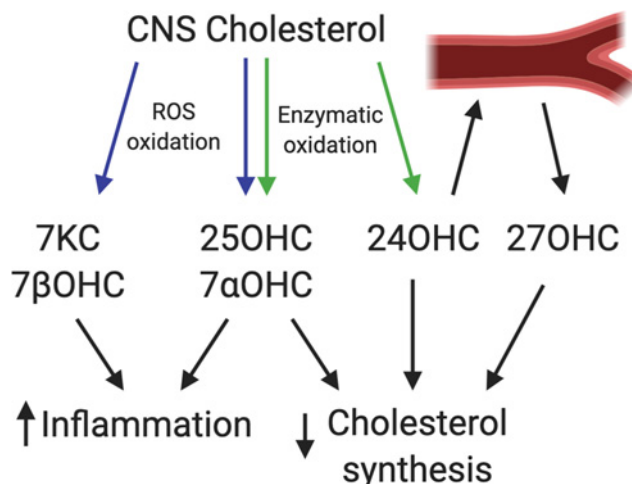 CNS Cholesterol
ROS
oxidation
Enzymatic
oxidation
7KC
7βOHC
25OHC
7αOHC
24OHC
27OHC
Inflammation
Cholesterol
synthesis